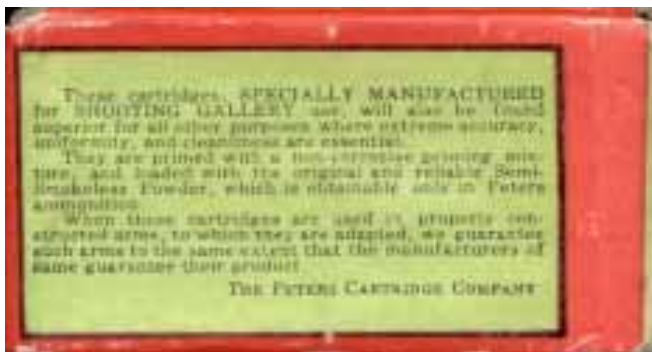 These cartridges, SPECIALLY MANUFACTURED
for SHOOTING GALLERY use, will also be found
superior for all other purposes where extreme accuracy,
uniformity, and cleanliness are essential.
They are primed with a non-corrosive priming mix-
ture, and loaded with the original and reliable Semi-
Smokeless Powder, which is obtainable only in Peters
ammunition.
When these cartridges are used in properly con-
structed arms, to which they are adapted, we guarantee
such arms to the same extent that the manufacturers of
same guarantee their product.
THE PETERS CARTRIDGE COMPANY